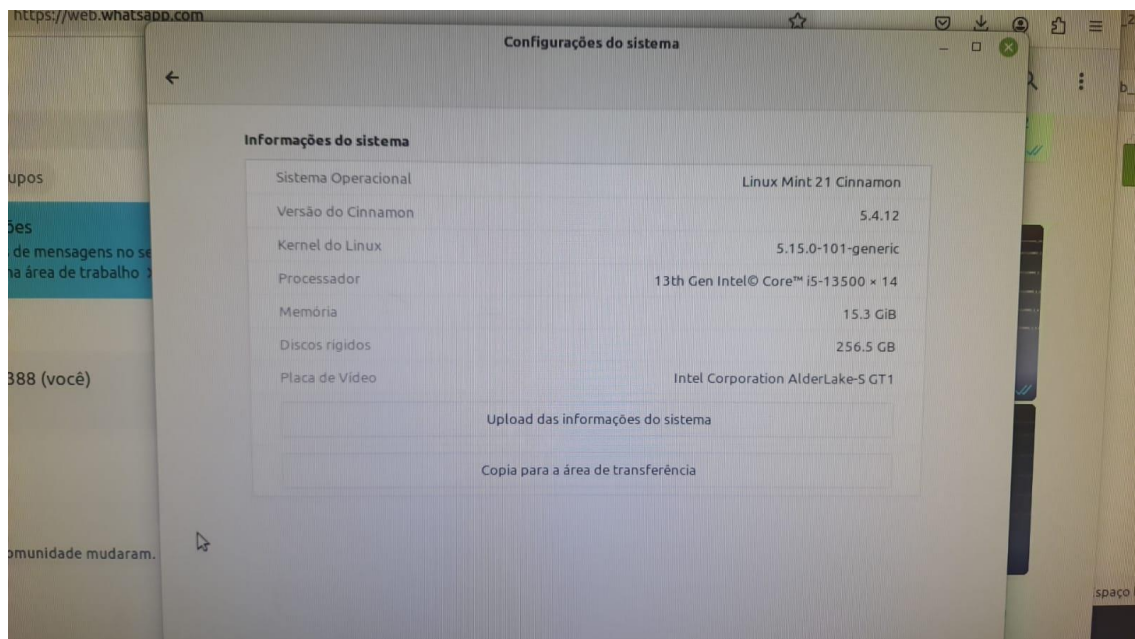 https://web.whatsapp.com
Configurações do sistema
Informações do sistema
Sistema Operacional Linux Mint 21 Cinnamon
Versão do Cinnamon 5.4.12
Kernel do Linux 5.15.0-101-generic
Processador 13th Gen Intel© Core™ i5-13500 × 14
Memória 15.3 GiB
Discos rígidos 256.5 GB
Placa de Vídeo Intel Corporation AlderLake-S GT1
Upload das informações do sistema
Copia para a área de transferência
upos
ões
de mensagens no se
na área de trabalho
388 (você)
omunidade mudaram.
spaço